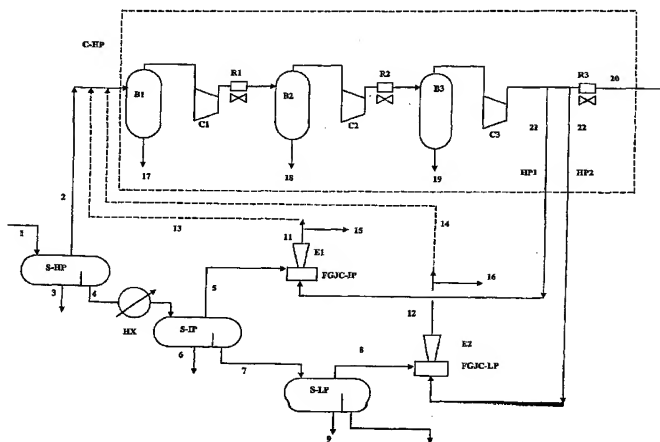 C-HP
R1
R2
R3
20
B1
B2
B3
C1
C2
C3
21
22
17
18
19
HP1
HP2
2
13
14
1
11
15
E1
S-HP
FGJC-IP
16
3
4
5
12
HX
S-IP
E2
8
FGJC-LP
6
7
S-LP
9